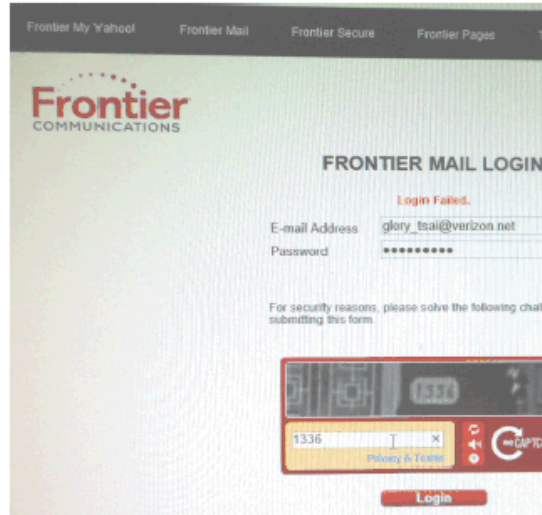 Frontier My Yahoo! Frontier Mail Frontier Secure Frontier Pages
Frontier
COMMUNICATIONS
FRONTIER MAIL LOGIN
Login Failed.
E-mail Address glory_tsai@verizon.net
Password •••••••••
For security reasons, please solve the following chal
submitting this form.
1336
1336 ×
Privacy & Terms
Login